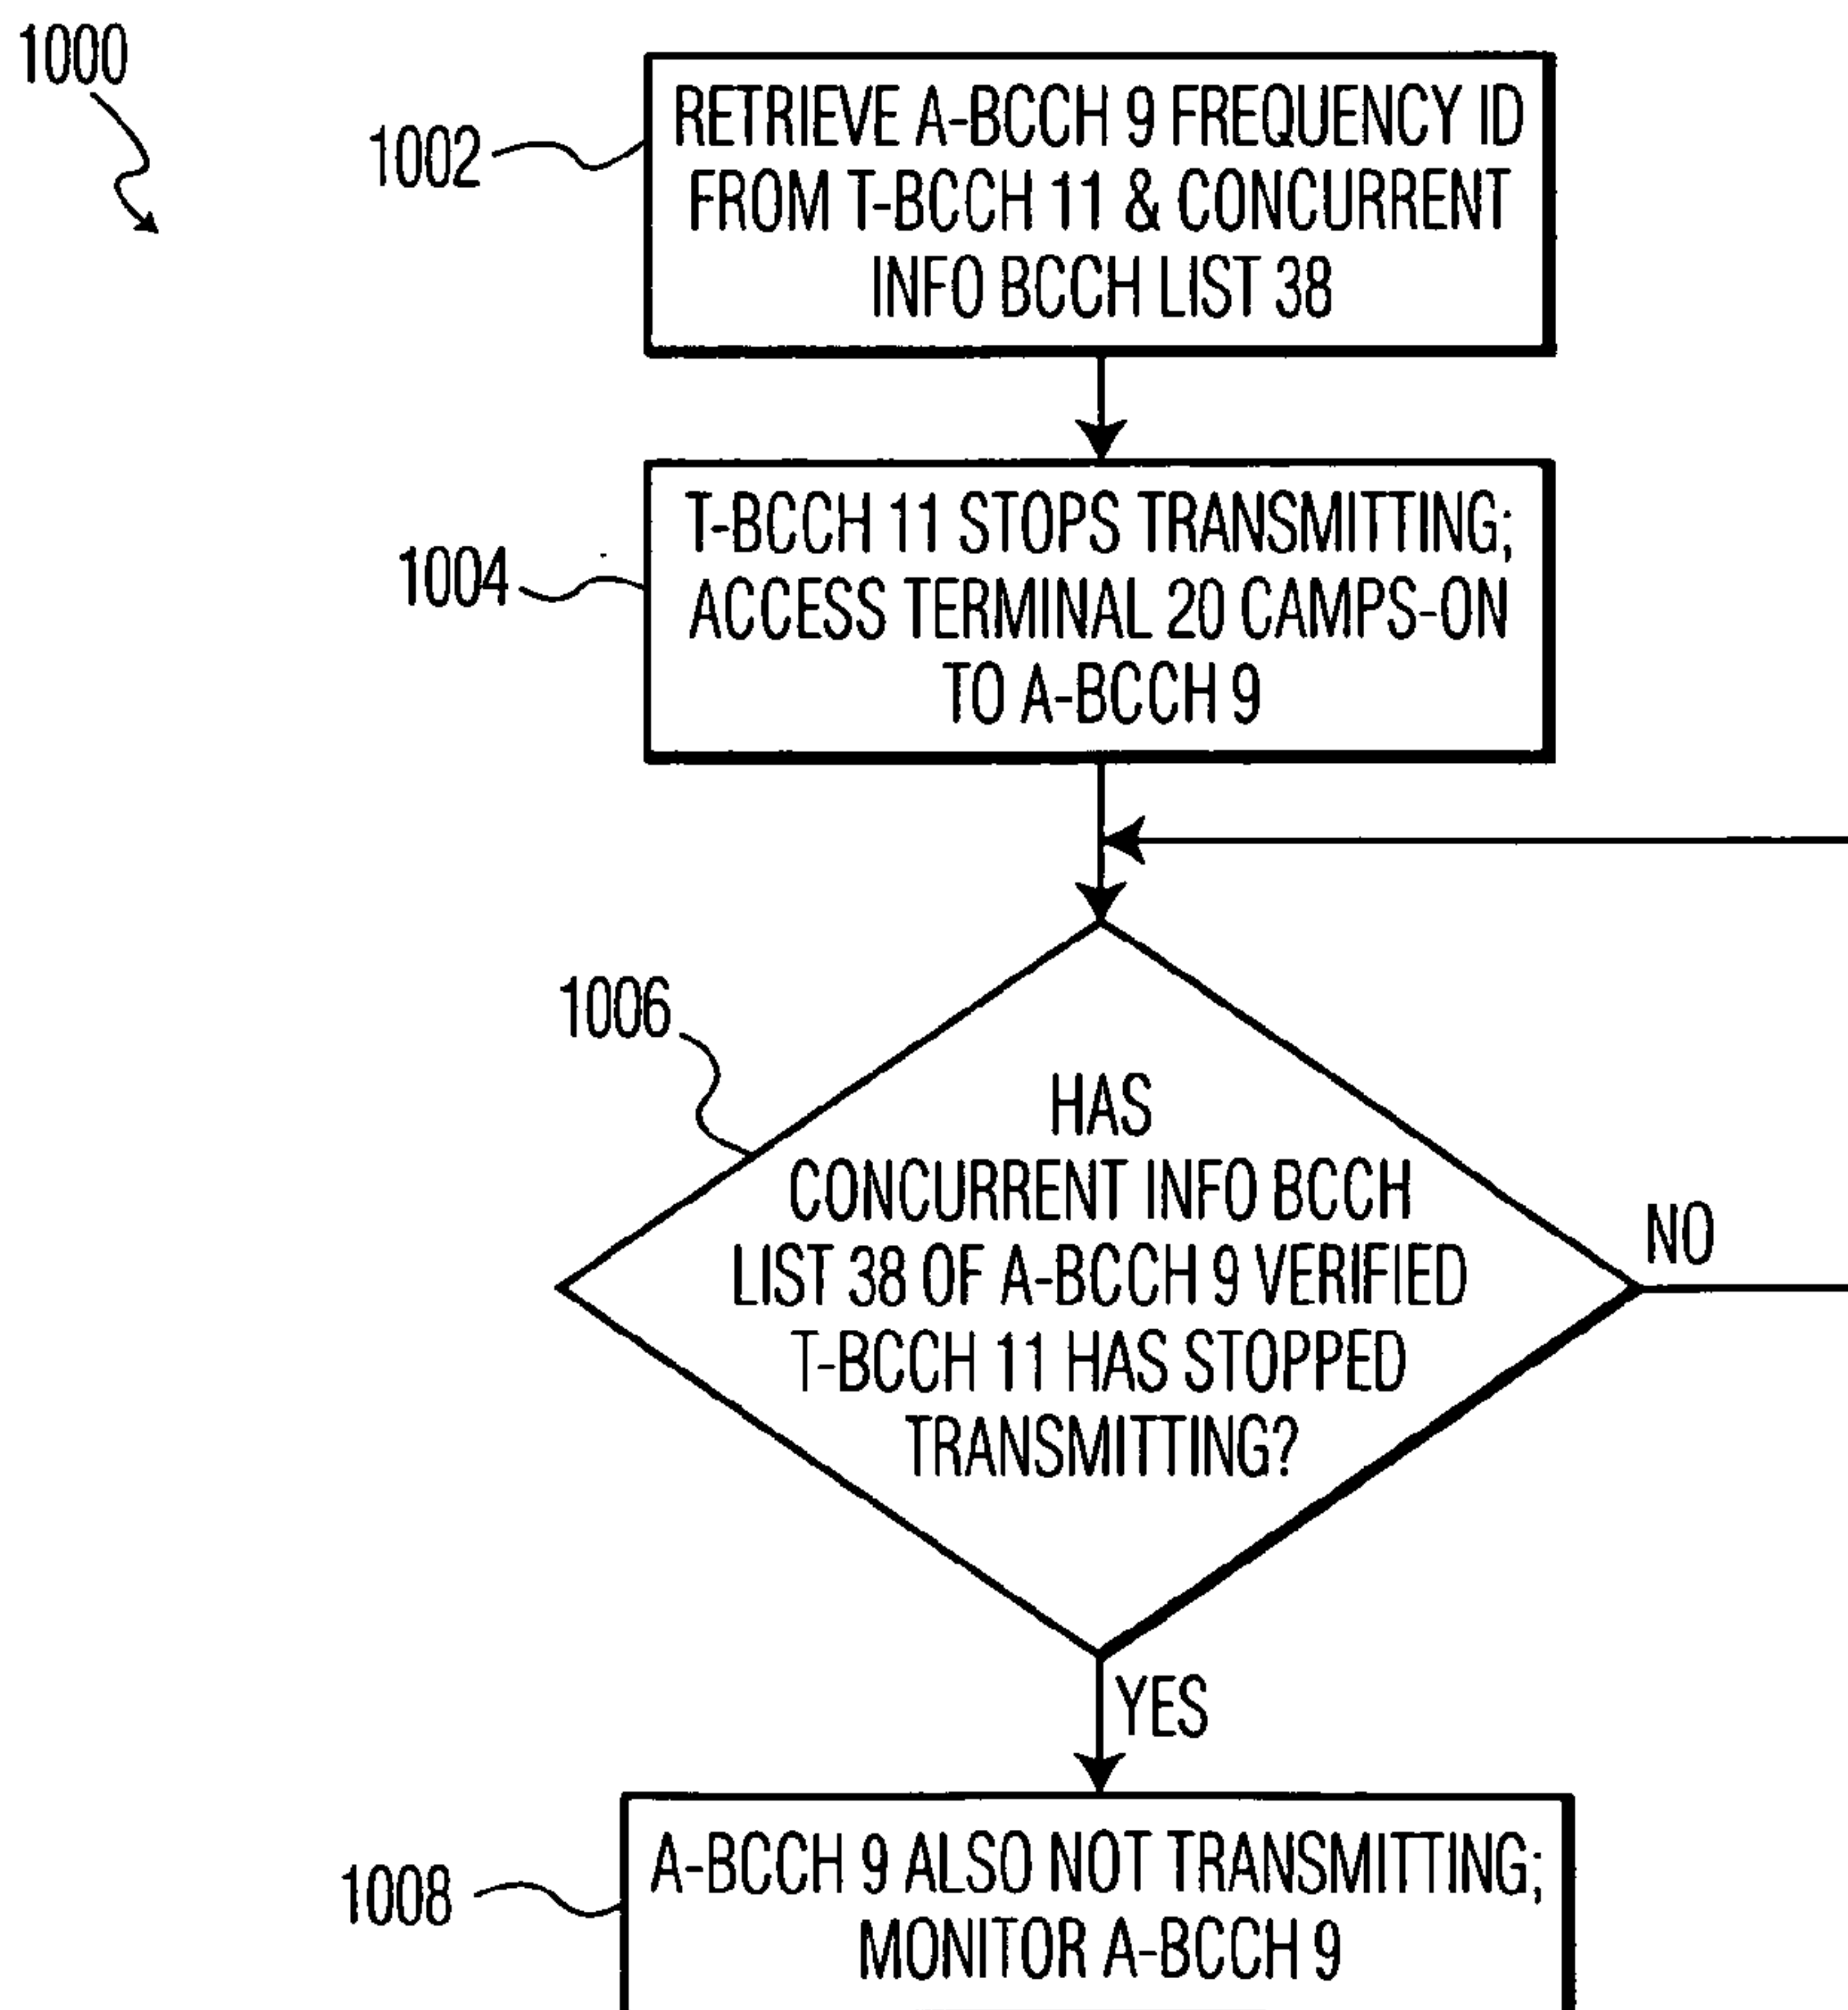 1000
1002
RETRIEVE A-BCCH 9 FREQUENCY ID
FROM T-BCCH 11 & CONCURRENT
INFO BCCH LIST 38
1004
T-BCCH 11 STOPS TRANSMITTING;
ACCESS TERMINAL 20 CAMPS-ON
TO A-BCCH 9
1006
HAS
CONCURRENT INFO BCCH
LIST 38 OF A-BCCH 9 VERIFIED
T-BCCH 11 HAS STOPPED
TRANSMITTING?
NO
YES
1008
A-BCCH 9 ALSO NOT TRANSMITTING;
MONITOR A-BCCH 9